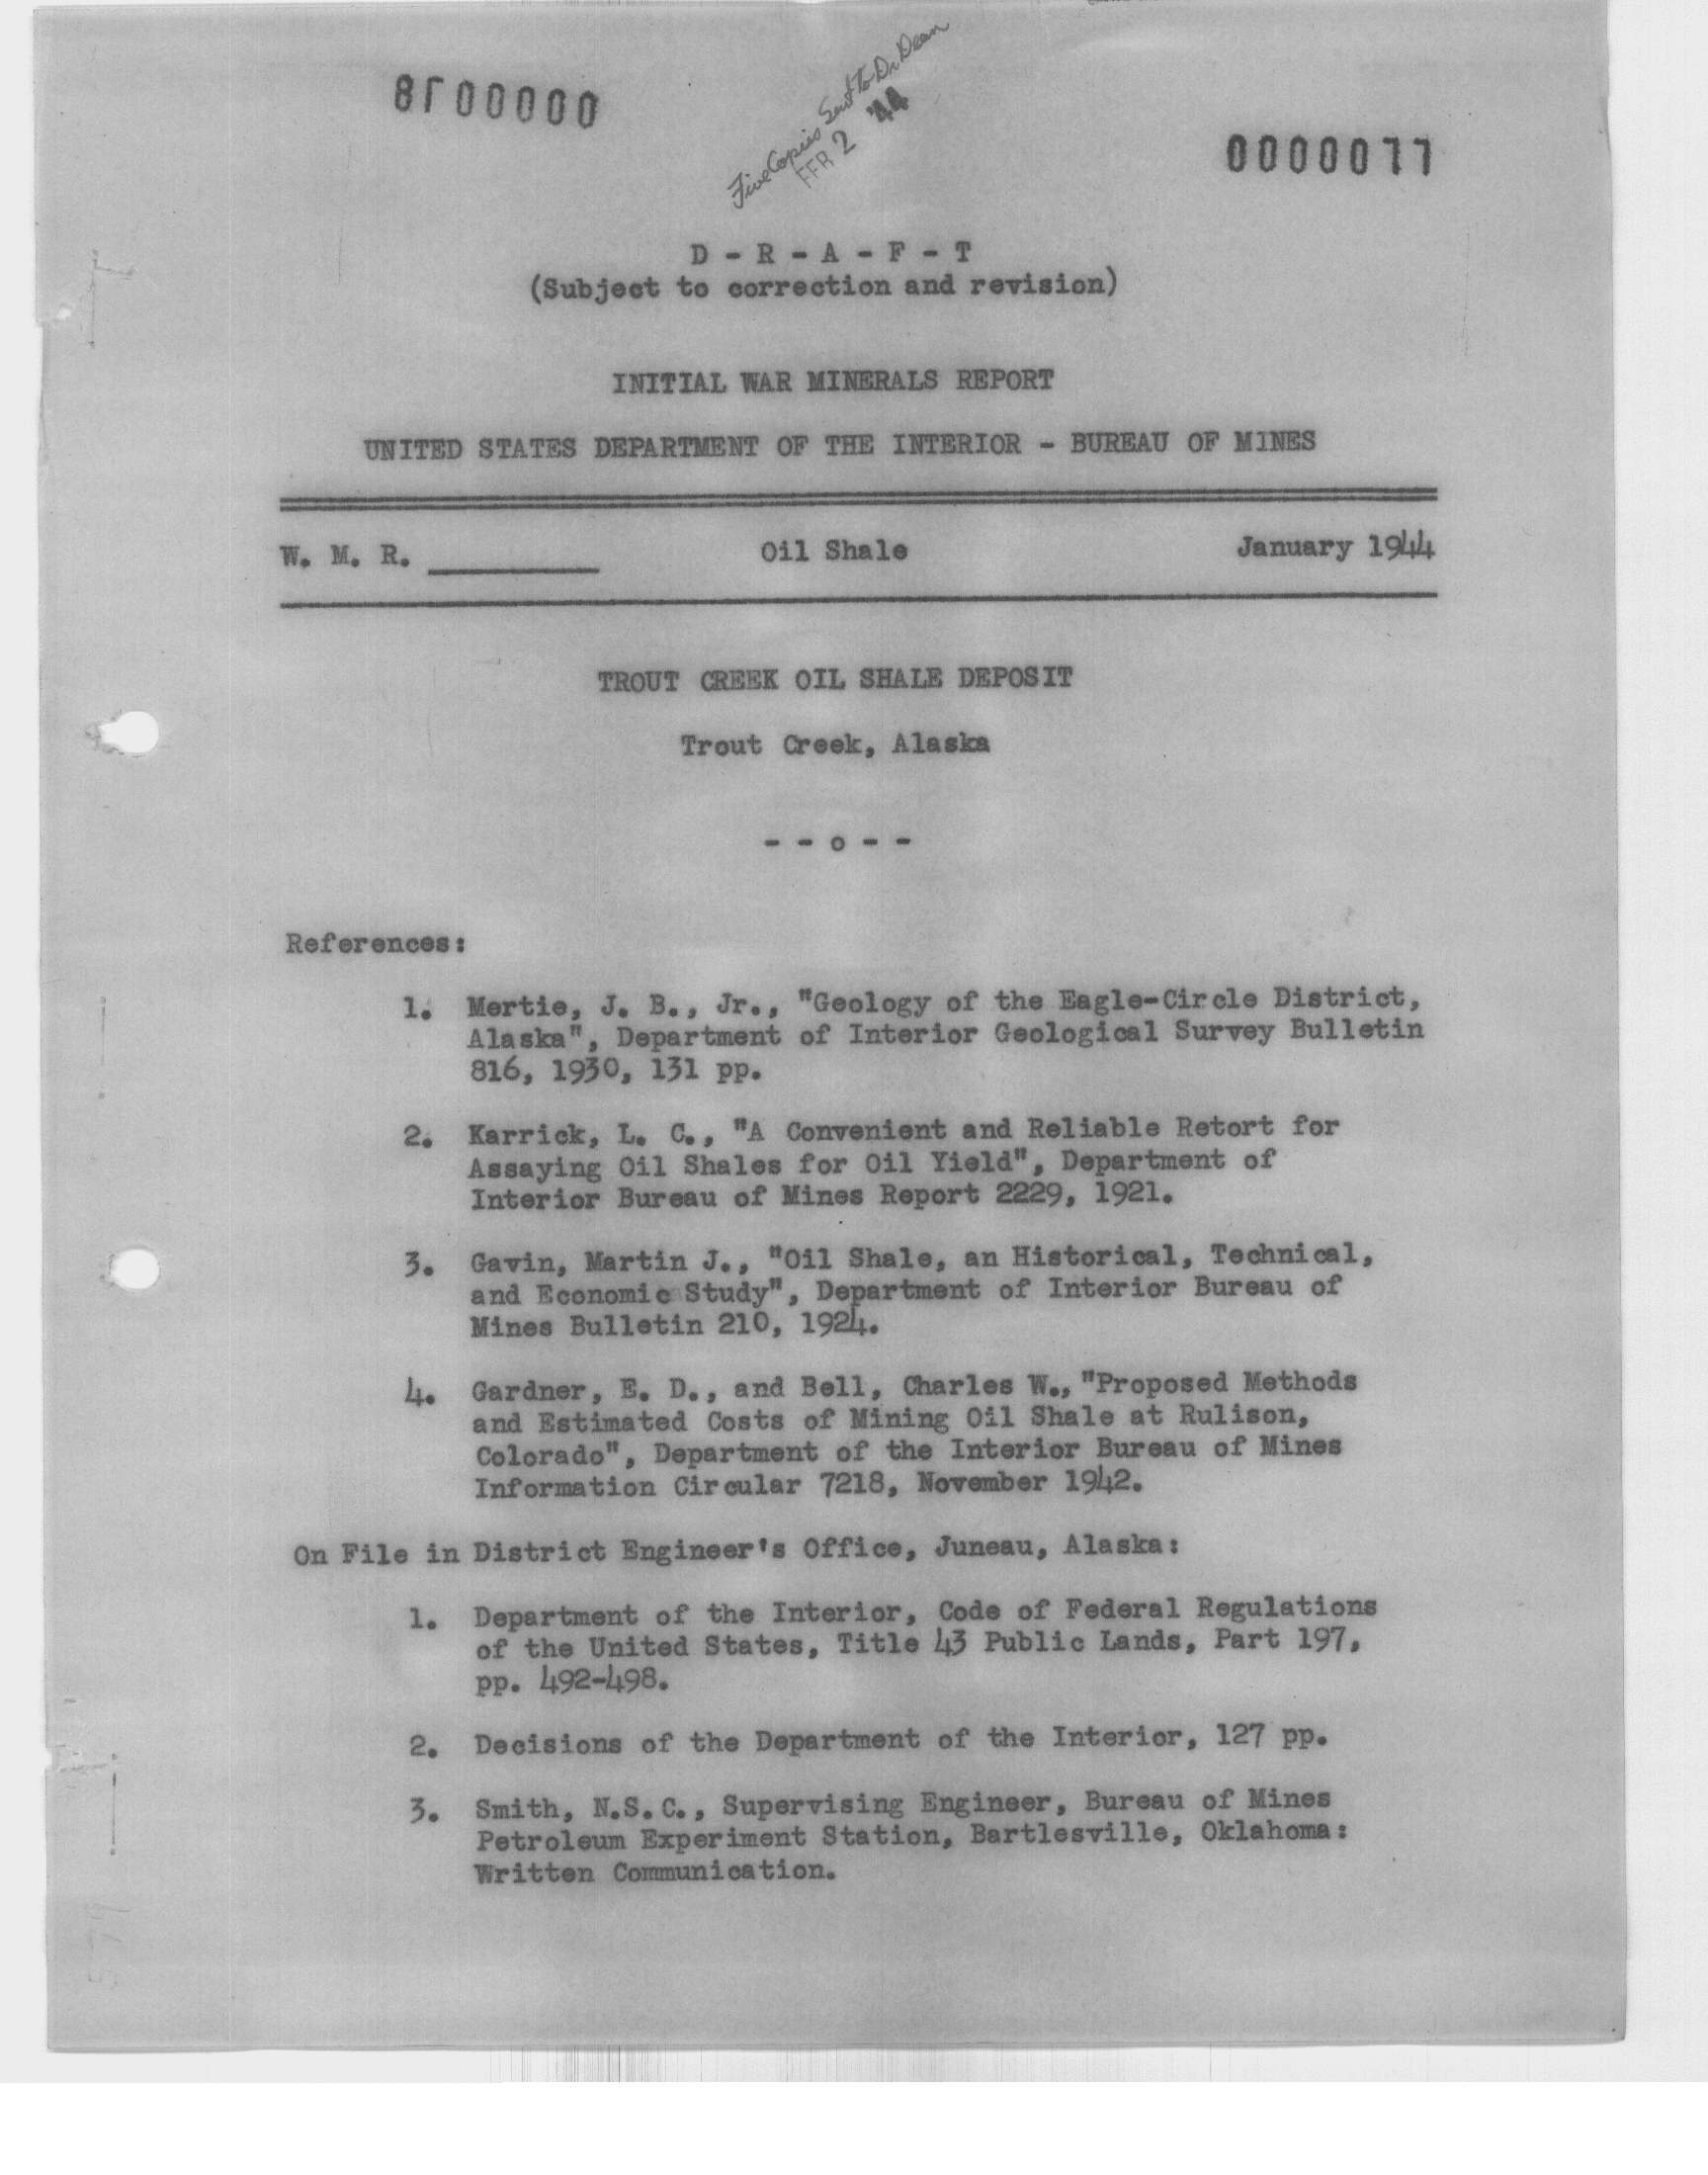 0000078
Five Copies Sent to Dr Dean
FEB 2 '44
0000077
D - R - A - F - T
(Subject to correction and revision)
INITIAL WAR MINERALS REPORT
UNITED STATES DEPARTMENT OF THE INTERIOR - BUREAU OF MINES
W. M. R. __________ Oil Shale January 1944
TROUT CREEK OIL SHALE DEPOSIT
Trout Creek, Alaska
- - o - -
References:
1. Mertie, J. B., Jr., "Geology of the Eagle-Circle District,
Alaska", Department of Interior Geological Survey Bulletin
816, 1930, 131 pp.
2. Karrick, L. C., "A Convenient and Reliable Retort for
Assaying Oil Shales for Oil Yield", Department of
Interior Bureau of Mines Report 2229, 1921.
3. Gavin, Martin J., "Oil Shale, an Historical, Technical,
and Economic Study", Department of Interior Bureau of
Mines Bulletin 210, 1924.
4. Gardner, E. D., and Bell, Charles W., "Proposed Methods
and Estimated Costs of Mining Oil Shale at Rulison,
Colorado", Department of the Interior Bureau of Mines
Information Circular 7218, November 1942.
On File in District Engineer's Office, Juneau, Alaska:
1. Department of the Interior, Code of Federal Regulations
of the United States, Title 43 Public Lands, Part 197,
pp. 492-498.
2. Decisions of the Department of the Interior, 127 pp.
3. Smith, N.S.C., Supervising Engineer, Bureau of Mines
Petroleum Experiment Station, Bartlesville, Oklahoma:
Written Communication.